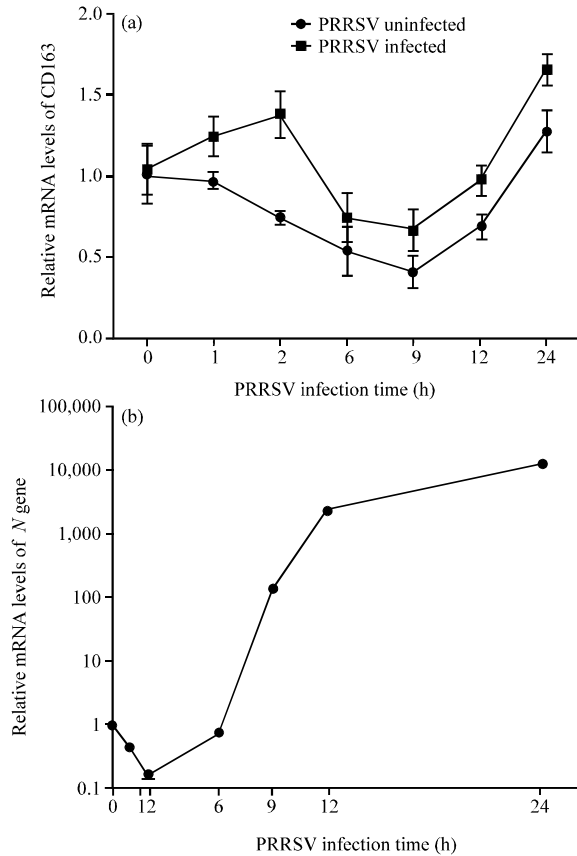 (a)
PRRSV uninfected
PRRSV infected
Relative mRNA levels of CD163
2.0
1.5
1.0
0.5
0.0
0 1 2 6 9 12 24
PRRSV infection time (h)
(b)
Relative mRNA levels of N gene
100,000
10,000
1,000
100
10
1
0.1
0 12 6 9 12 24
PRRSV infection time (h)